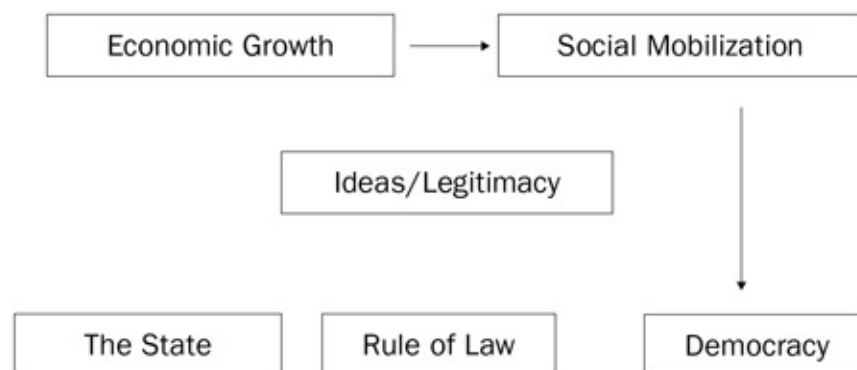 Economic Growth
Social Mobilization
Ideas/Legitimacy
The State
Rule of Law
Democracy